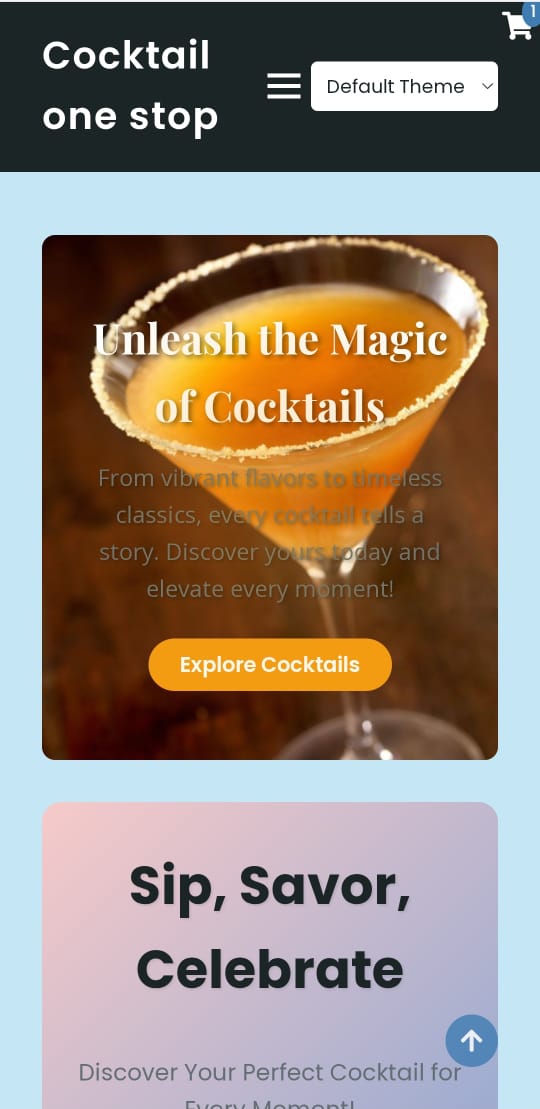 1
Cocktail
one stop
Default Theme
Unleash the Magic
of Cocktails
From vibrant flavors to timeless
classics, every cocktail tells a
story. Discover yours today and
elevate every moment!
Explore Cocktails
Sip, Savor,
Celebrate
Discover Your Perfect Cocktail for
Every Moment!